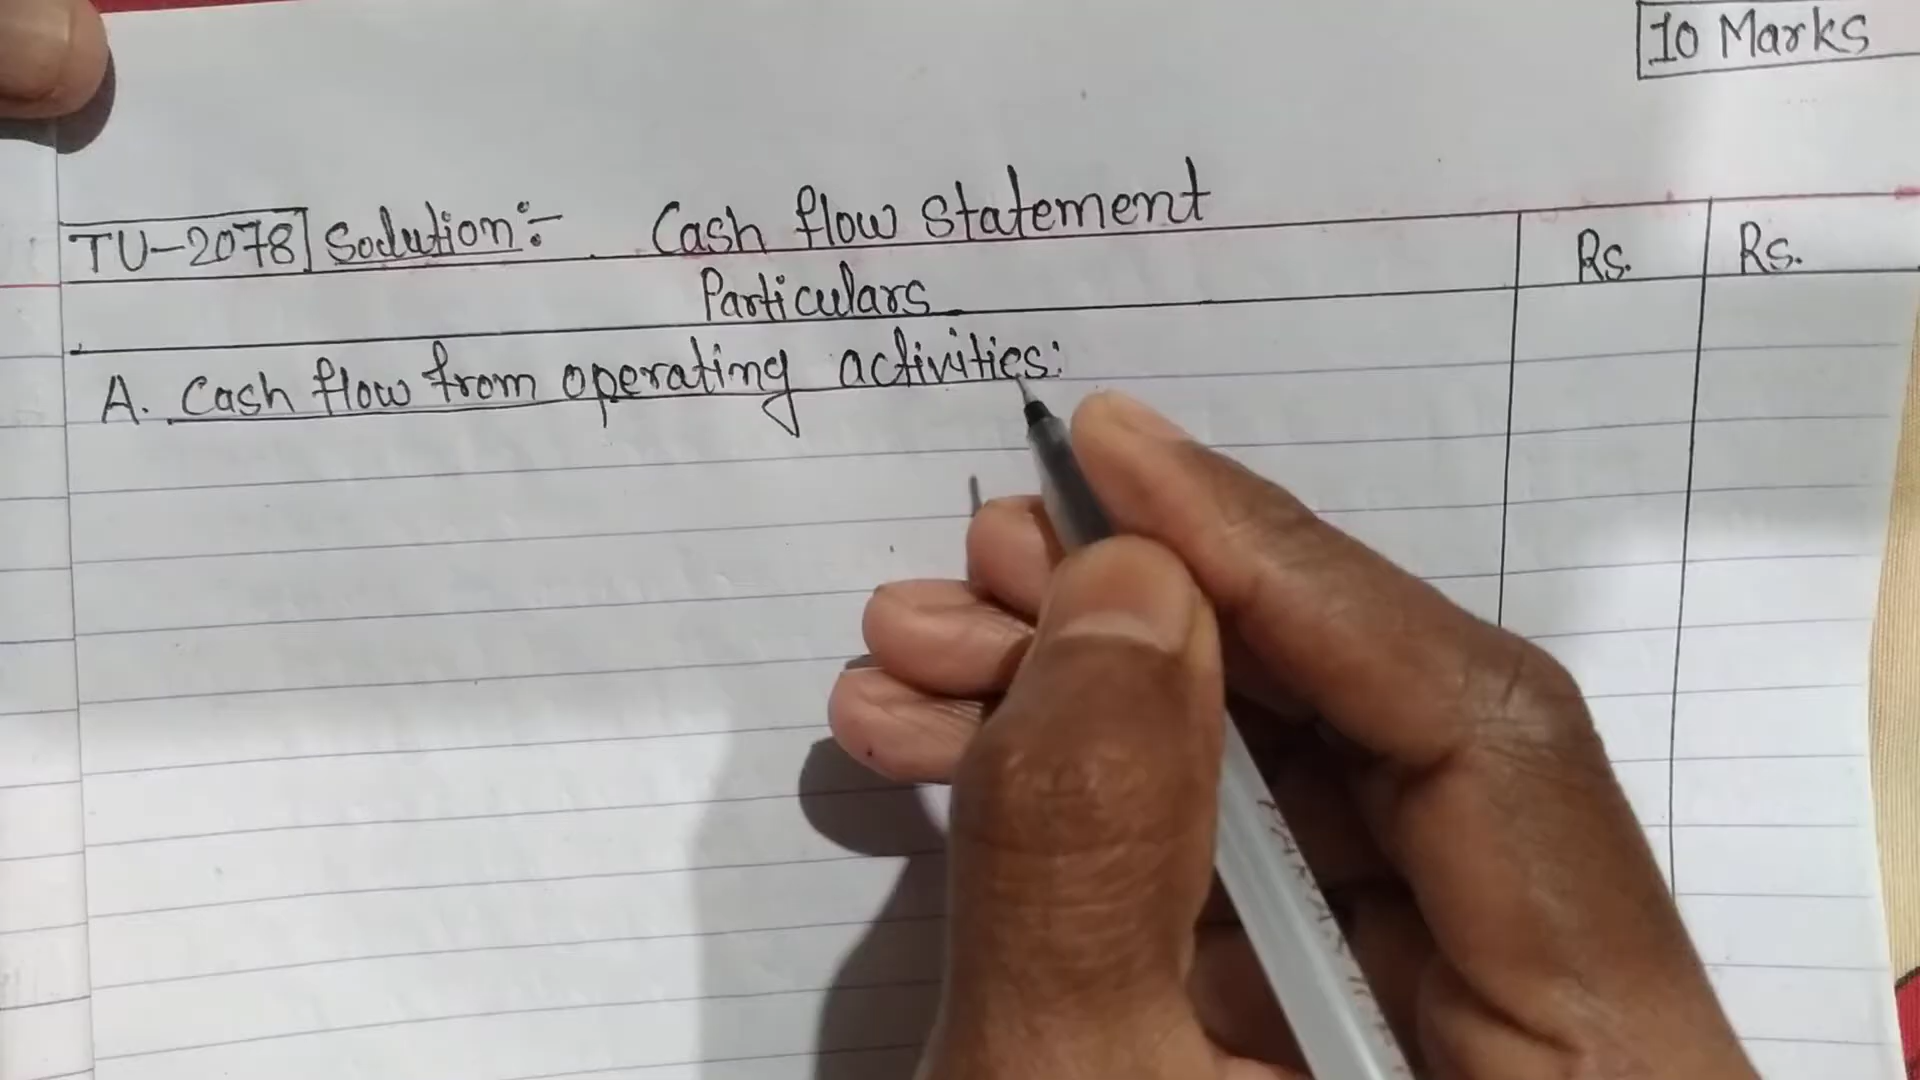 10 Marks
TU-2078 Solution:- Cash flow statement
Particulars Rs. Rs.
A. Cash flow from operating activities: